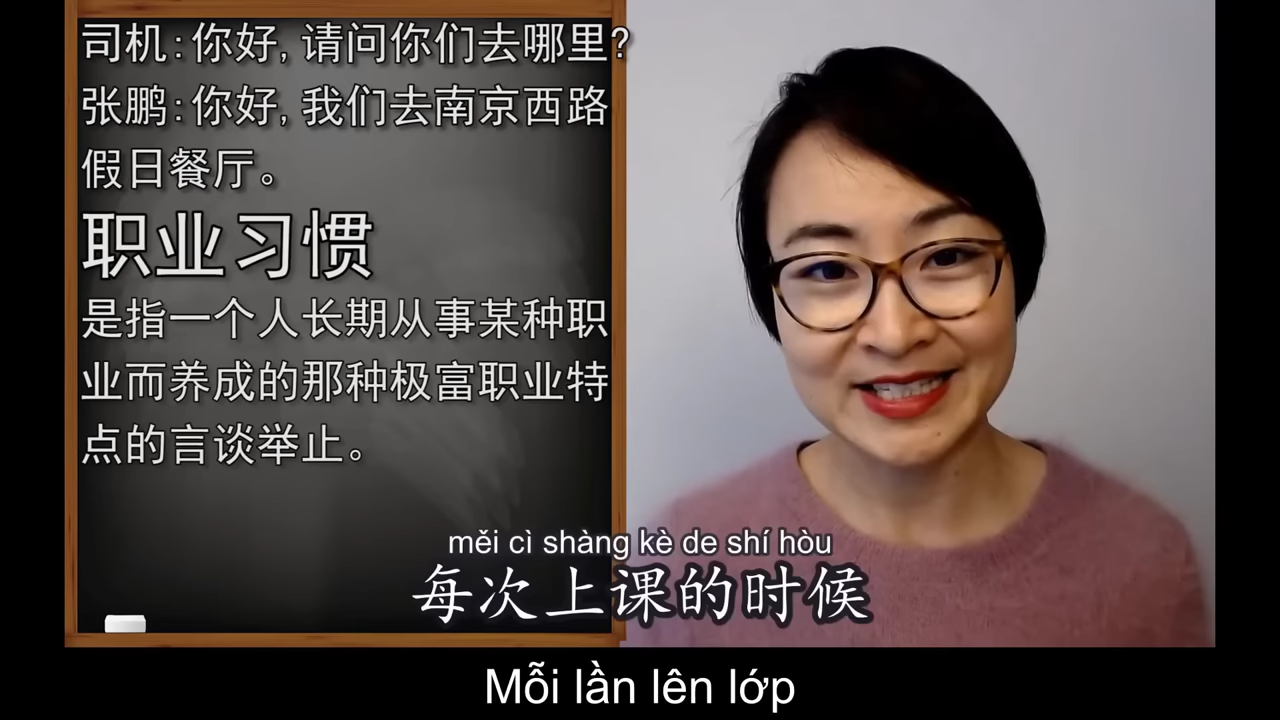 司机:你好,请问你们去哪里?
张鹏:你好,我们去南京西路
假日餐厅。
职业习惯
是指一个人长期从事某种职
业而养成的那种极富职业特
点的言谈举止。
měi cì shàng kè de shí hòu
每次上课的时候
Mỗi lần lên lớp